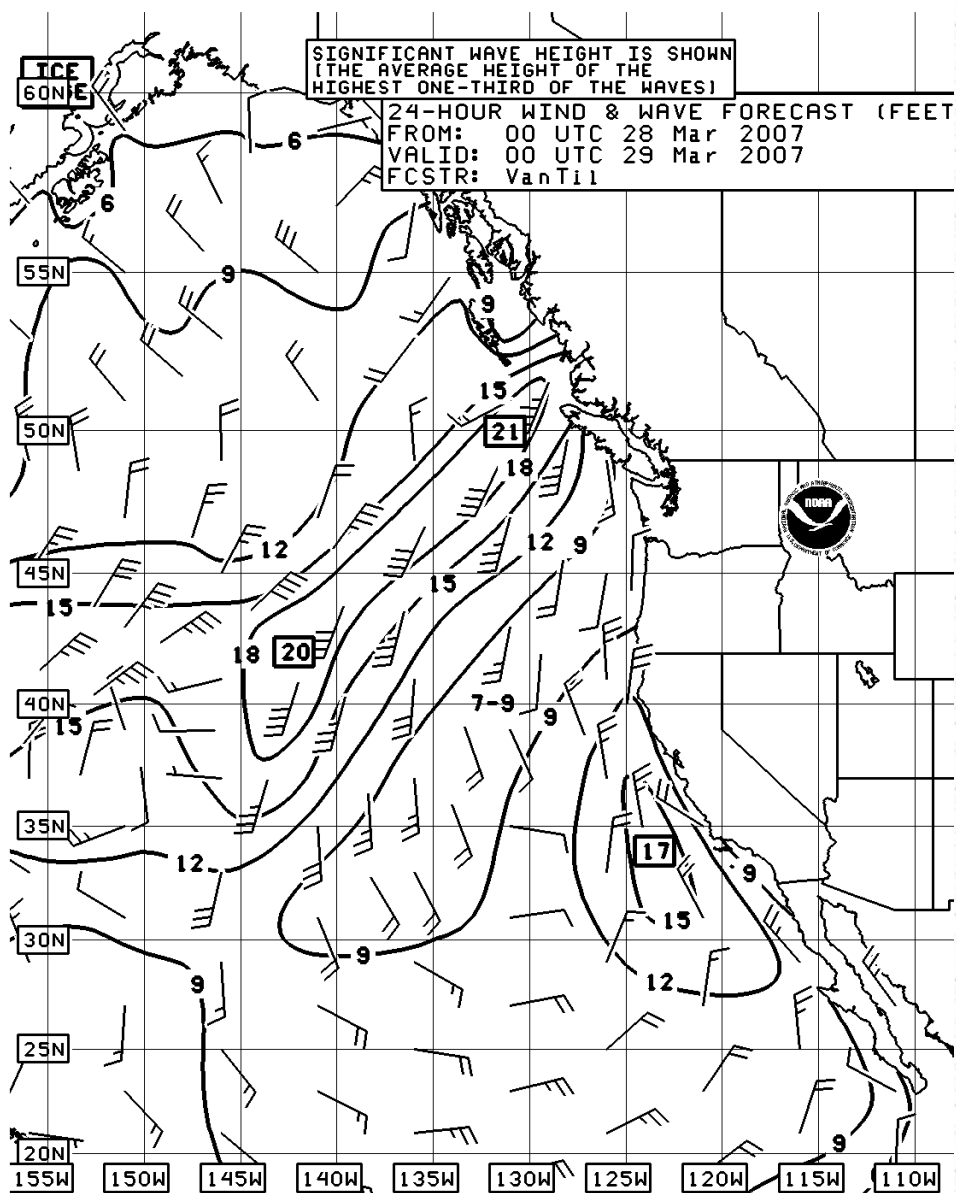 SIGNIFICANT WAVE HEIGHT IS SHOWN
(THE AVERAGE HEIGHT OF THE
HIGHEST ONE-THIRD OF THE WAVES)
ICE
60N
24-HOUR WIND & WAVE FORECAST (FEET
FROM: 00 UTC 28 Mar 2007
VALID: 00 UTC 29 Mar 2007
FCSTR: VanTil
6
6
55N
9
9
15
50N
21
18
NOAA
12
12
9
45N
15
15
18
20
7-9
9
40N
15
35N
12
17
9
15
30N
9
9
12
25N
9
20N
155W
150W
145W
140W
135W
130W
125W
120W
115W
110W